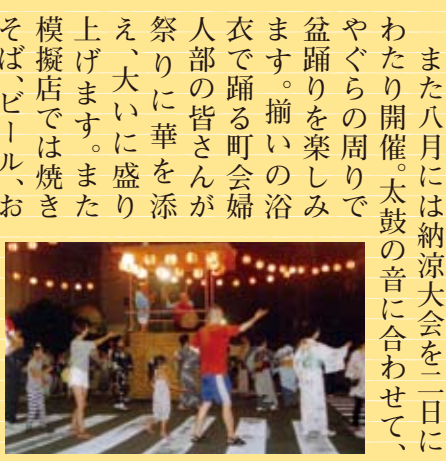 また八月には納涼大会を二日に
わたり開催。太鼓の音に合わせて、
やぐらの周りで
盆踊りを楽しみ
ます。揃いの浴
衣で踊る町会婦
人部の皆さんが
祭りに華を添
え、大いに盛り
上げます。また
模擬店では焼き
そば、ビール、お